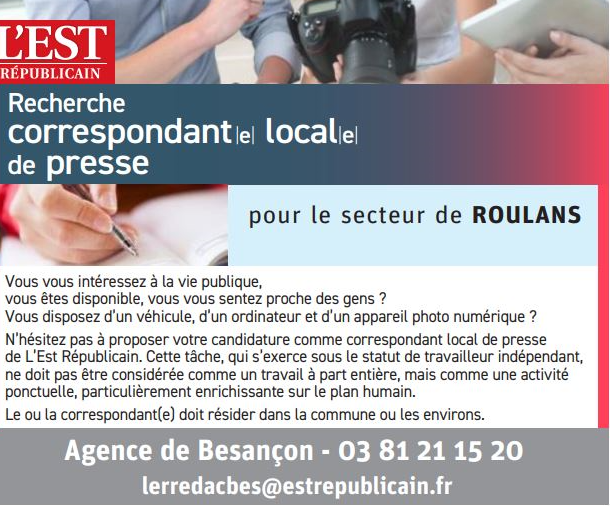 L'EST
RÉPUBLICAIN
Recherche
correspondant|e| local|e|
de presse
pour le secteur de ROULANS
Vous vous intéressez à la vie publique,
vous êtes disponible, vous vous sentez proche des gens ?
Vous disposez d'un véhicule, d'un ordinateur et d'un appareil photo numérique ?
N'hésitez pas à proposer votre candidature comme correspondant local de presse
de L'Est Républicain. Cette tâche, qui s'exerce sous le statut de travailleur indépendant,
ne doit pas être considérée comme un travail à part entière, mais comme une activité
ponctuelle, particulièrement enrichissante sur le plan humain.
Le ou la correspondant(e) doit résider dans la commune ou les environs.
Agence de Besançon - 03 81 21 15 20
lerredacbes@estrepublicain.fr